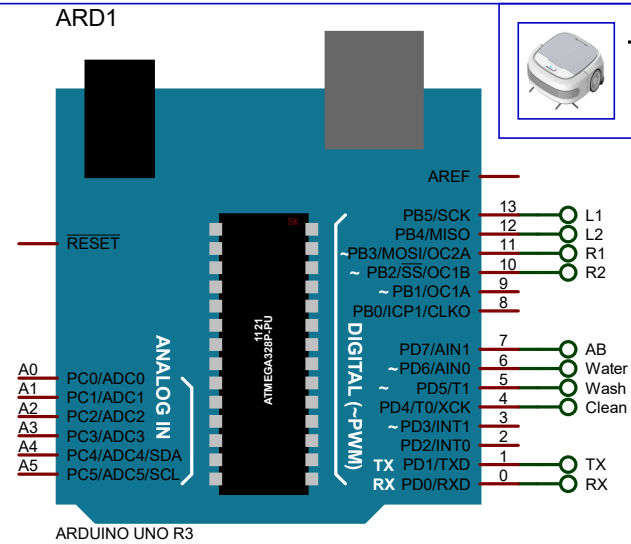 ARD1
AREF
RESET
PB5/SCK 13 L1
PB4/MISO 12 L2
~PB3/MOSI/OC2A 11 R1
~ PB2/SS/OC1B 10 R2
~ PB1/OC1A 9
PB0/ICP1/CLKO 8
PD7/AIN1 7 AB
~PD6/AIN0 6 Water
~ PD5/T1 5 Wash
PD4/T0/XCK 4 Clean
~PD3/INT1 3
PD2/INT0 2
TX PD1/TXD 1 TX
RX PD0/RXD 0 RX
A0 PC0/ADC0
A1 PC1/ADC1
A2 PC2/ADC2
A3 PC3/ADC3
A4 PC4/ADC4/SDA
A5 PC5/ADC5/SCL
ANALOG IN
1121
ATMEGA328P-PU
DIGITAL (~PWM)
ARDUINO UNO R3